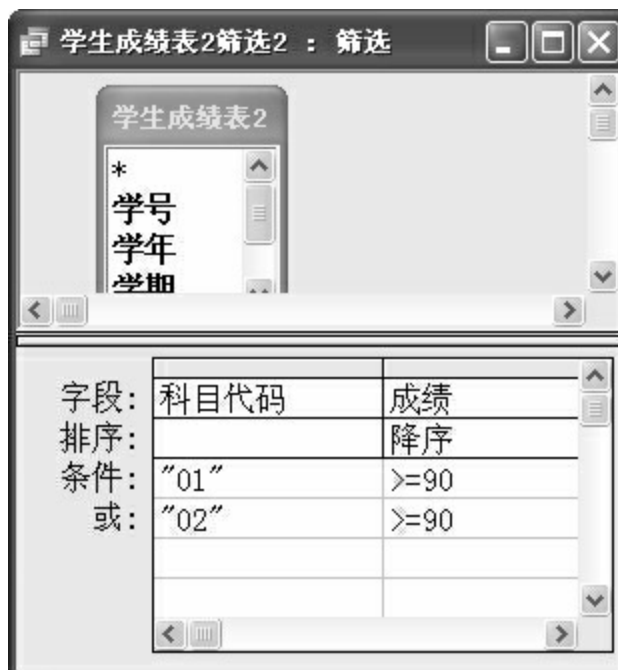 学生成绩表2筛选2 : 筛选
学生成绩表2
*
学号
学年
学期
字段: 科目代码 成绩
排序: 降序
条件: "01" >=90
或: "02" >=90